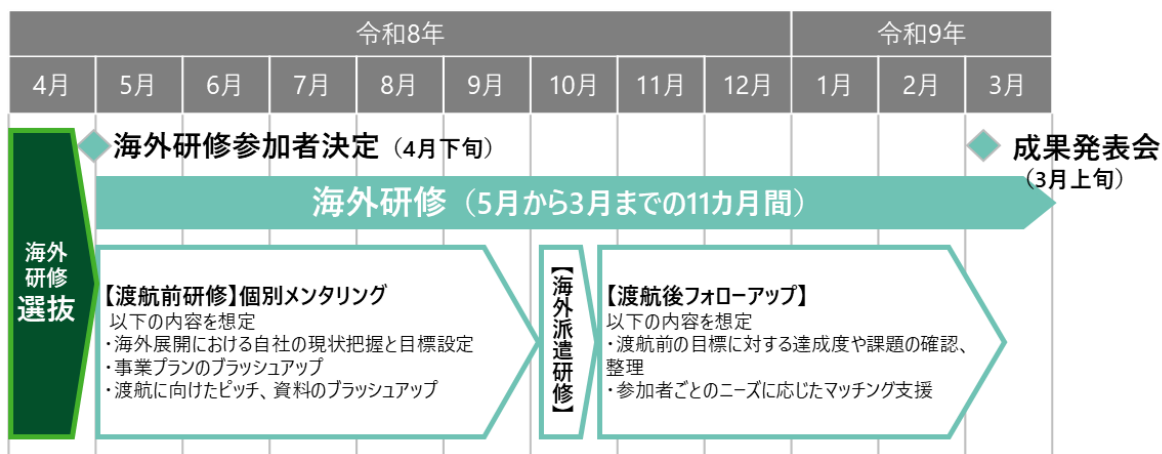 令和8年
令和9年
4月 5月 6月 7月 8月 9月 10月 11月 12月 1月 2月 3月
海外研修参加者決定（4月下旬）
成果発表会
（3月上旬）
海外研修（5月から3月までの11カ月間）
海外
研修
選抜
【渡航前研修】個別メンタリング
以下の内容を想定
・海外展開における自社の現状把握と目標設定
・事業プランのブラッシュアップ
・渡航に向けたピッチ、資料のブラッシュアップ
【海外派遣研修】
【渡航後フォローアップ】
以下の内容を想定
・渡航前の目標に対する達成度や課題の確認、
整理
・参加者ごとのニーズに応じたマッチング支援